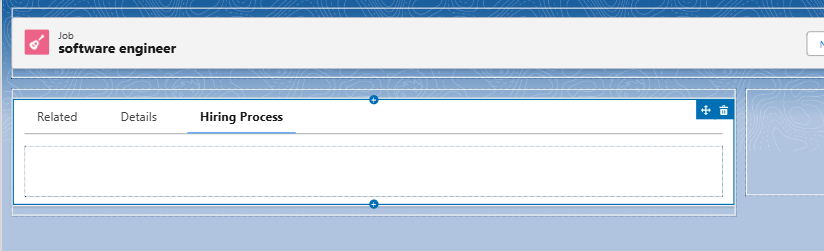 Job
software engineer
N
Related
Details
Hiring Process